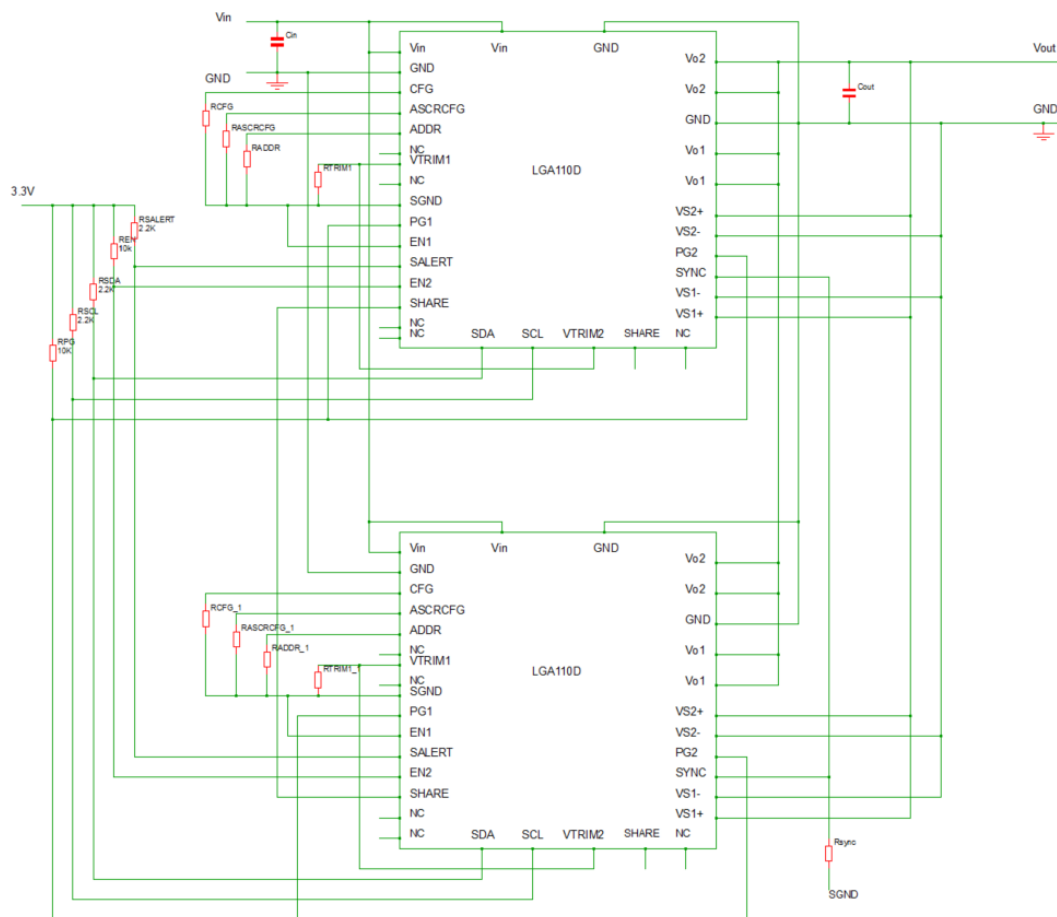 Vin
Cin
GND
Vin
Vin
GND
GND
CFG
ASCRCFG
ADDR
NC
VTRIM1
NC
SGND
PG1
EN1
SALERT
EN2
SHARE
NC
NC
SDA
SCL
VTRIM2
SHARE
NC
LGA110D
Vo2
Vo2
GND
Vo1
Vo1
VS2+
VS2-
PG2
SYNC
VS1-
VS1+
Vout
Cout
GND
RCFG
RASCRCFG
RADDR
RTRIM1
3.3V
RSALERT
2.2K
REN
10k
RSDA
2.2K
RSCL
2.2K
RPG
10K
Vin
Vin
GND
GND
CFG
ASCRCFG
ADDR
NC
VTRIM1
NC
SGND
PG1
EN1
SALERT
EN2
SHARE
NC
NC
SDA
SCL
VTRIM2
SHARE
NC
LGA110D
Vo2
Vo2
GND
Vo1
Vo1
VS2+
VS2-
PG2
SYNC
VS1-
VS1+
RCFG_1
RASCRCFG_1
RADDR_1
RTRIM1_1
Rsync
SGND